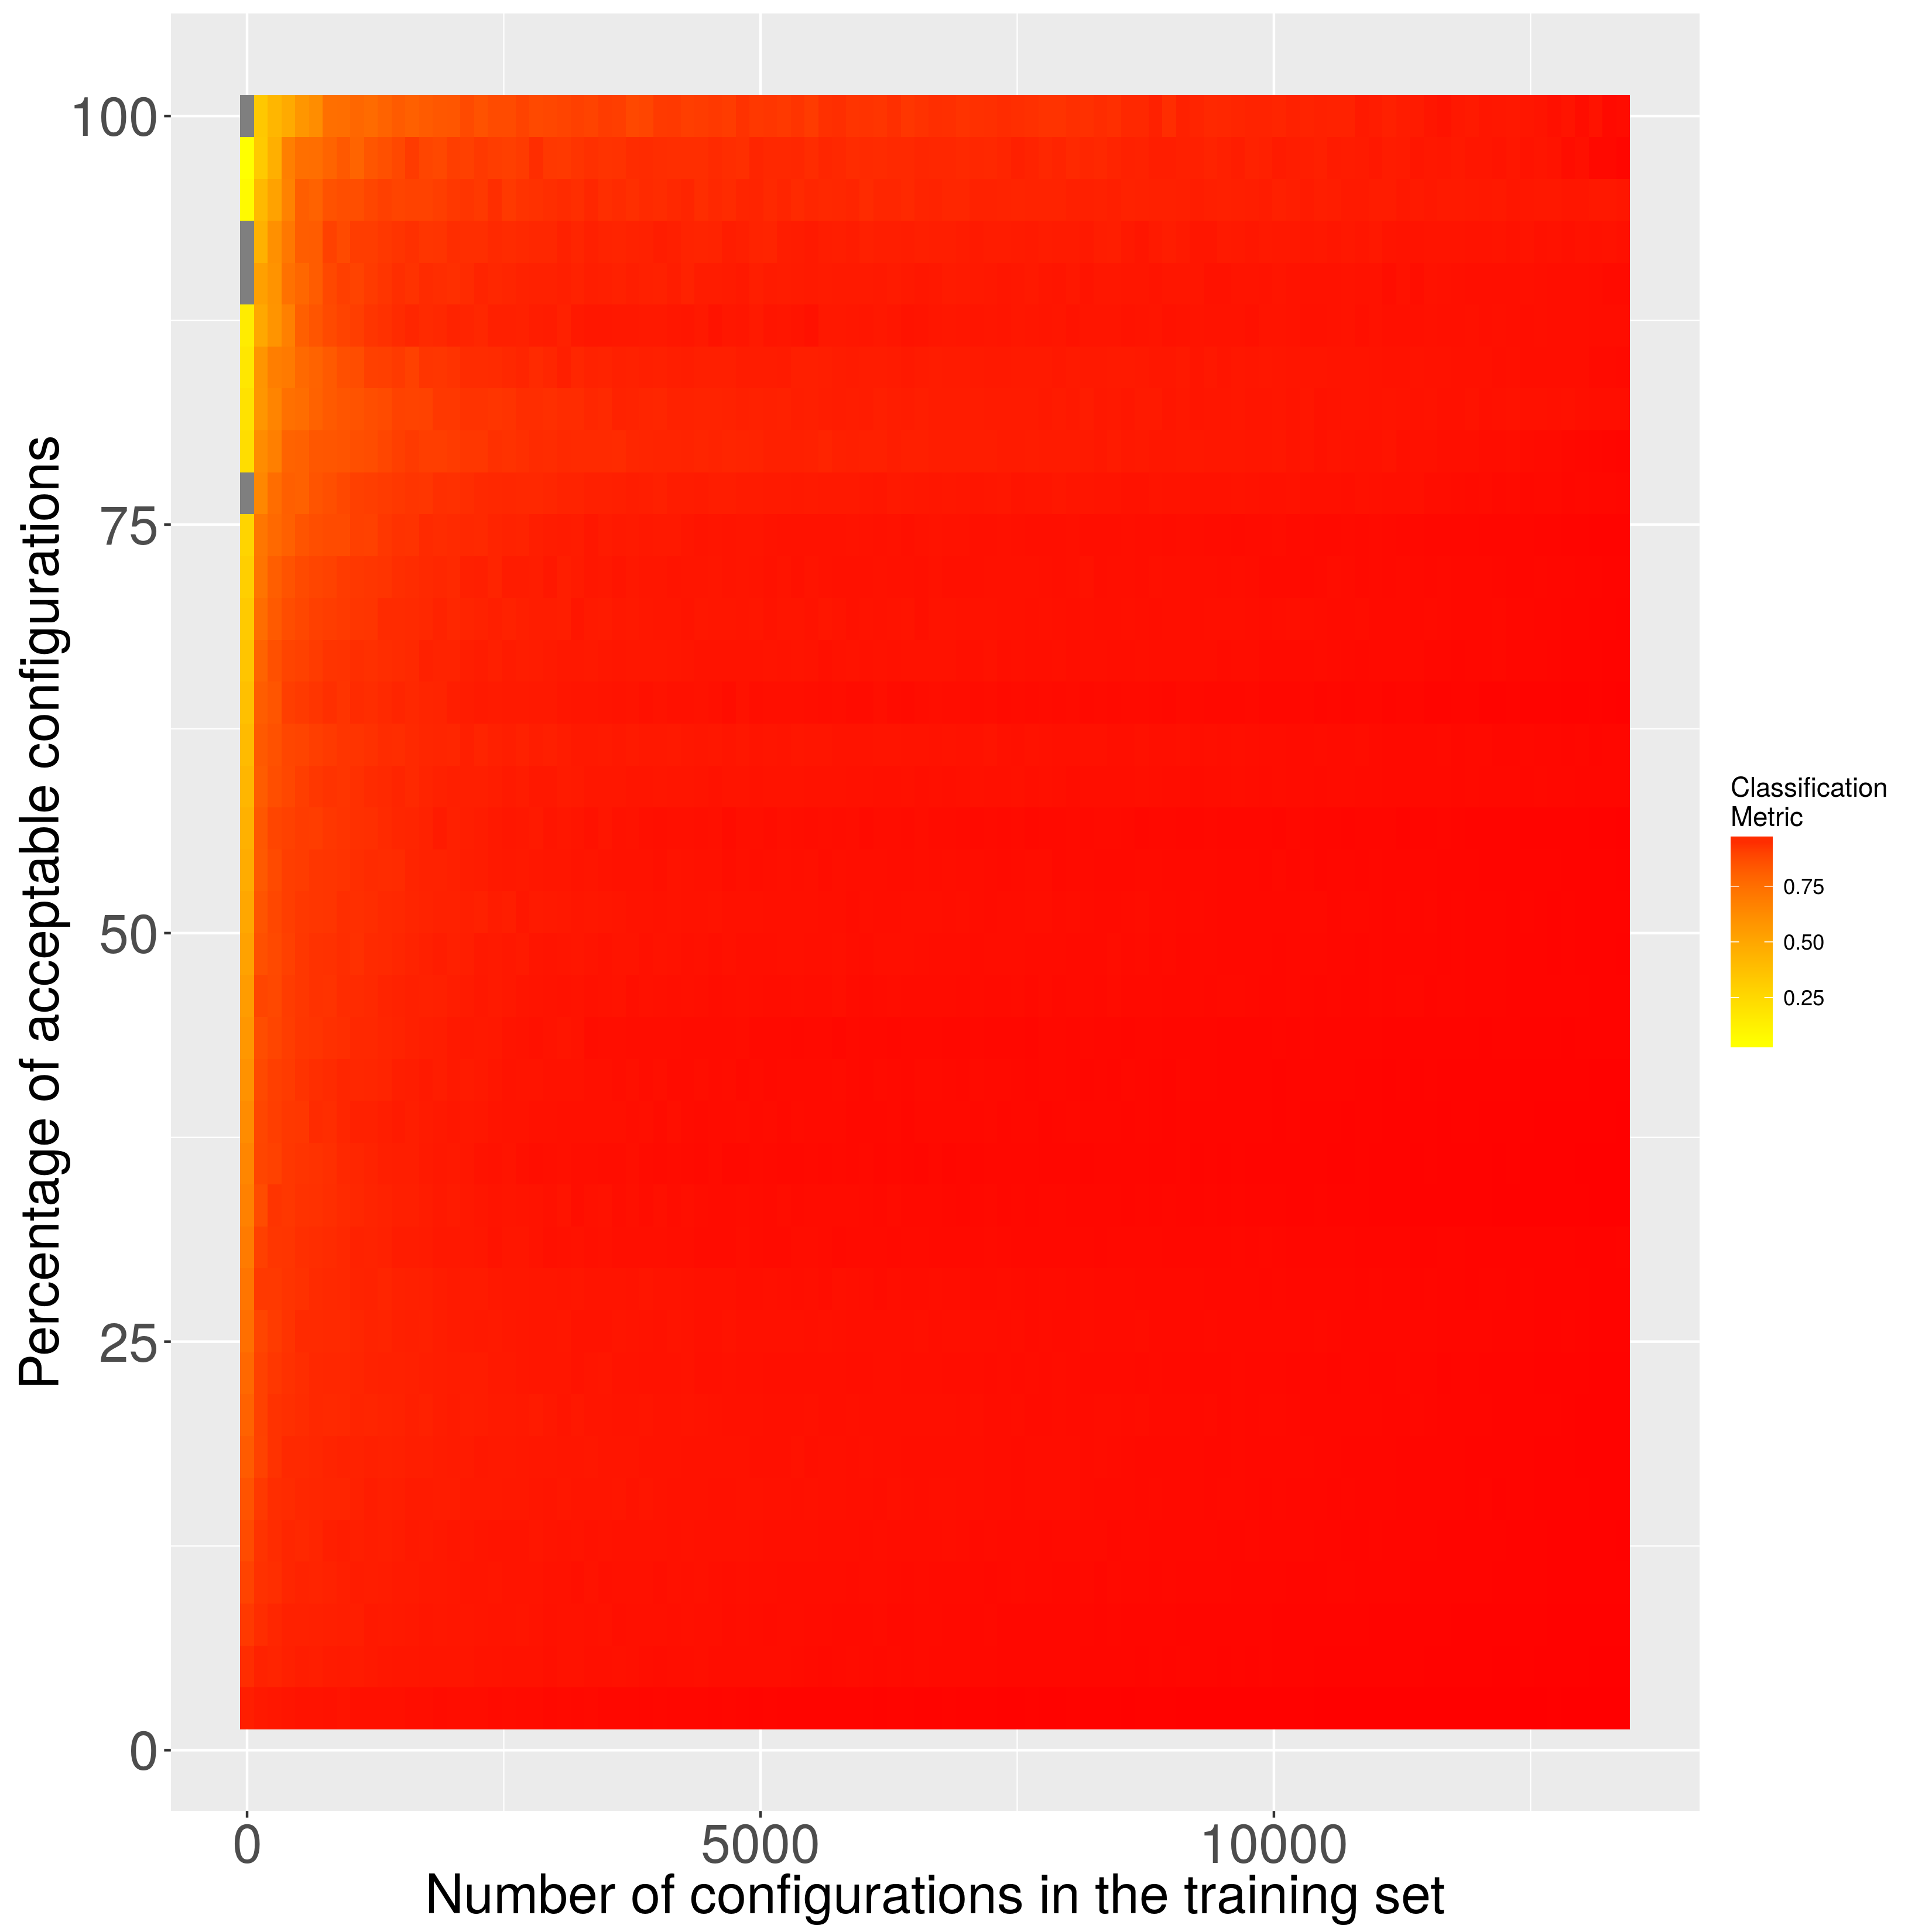 100
75
50
25
0
Percentage of acceptable configurations
0
5000
10000
Number of configurations in the training set
Classification
Metric
0.75
0.50
0.25